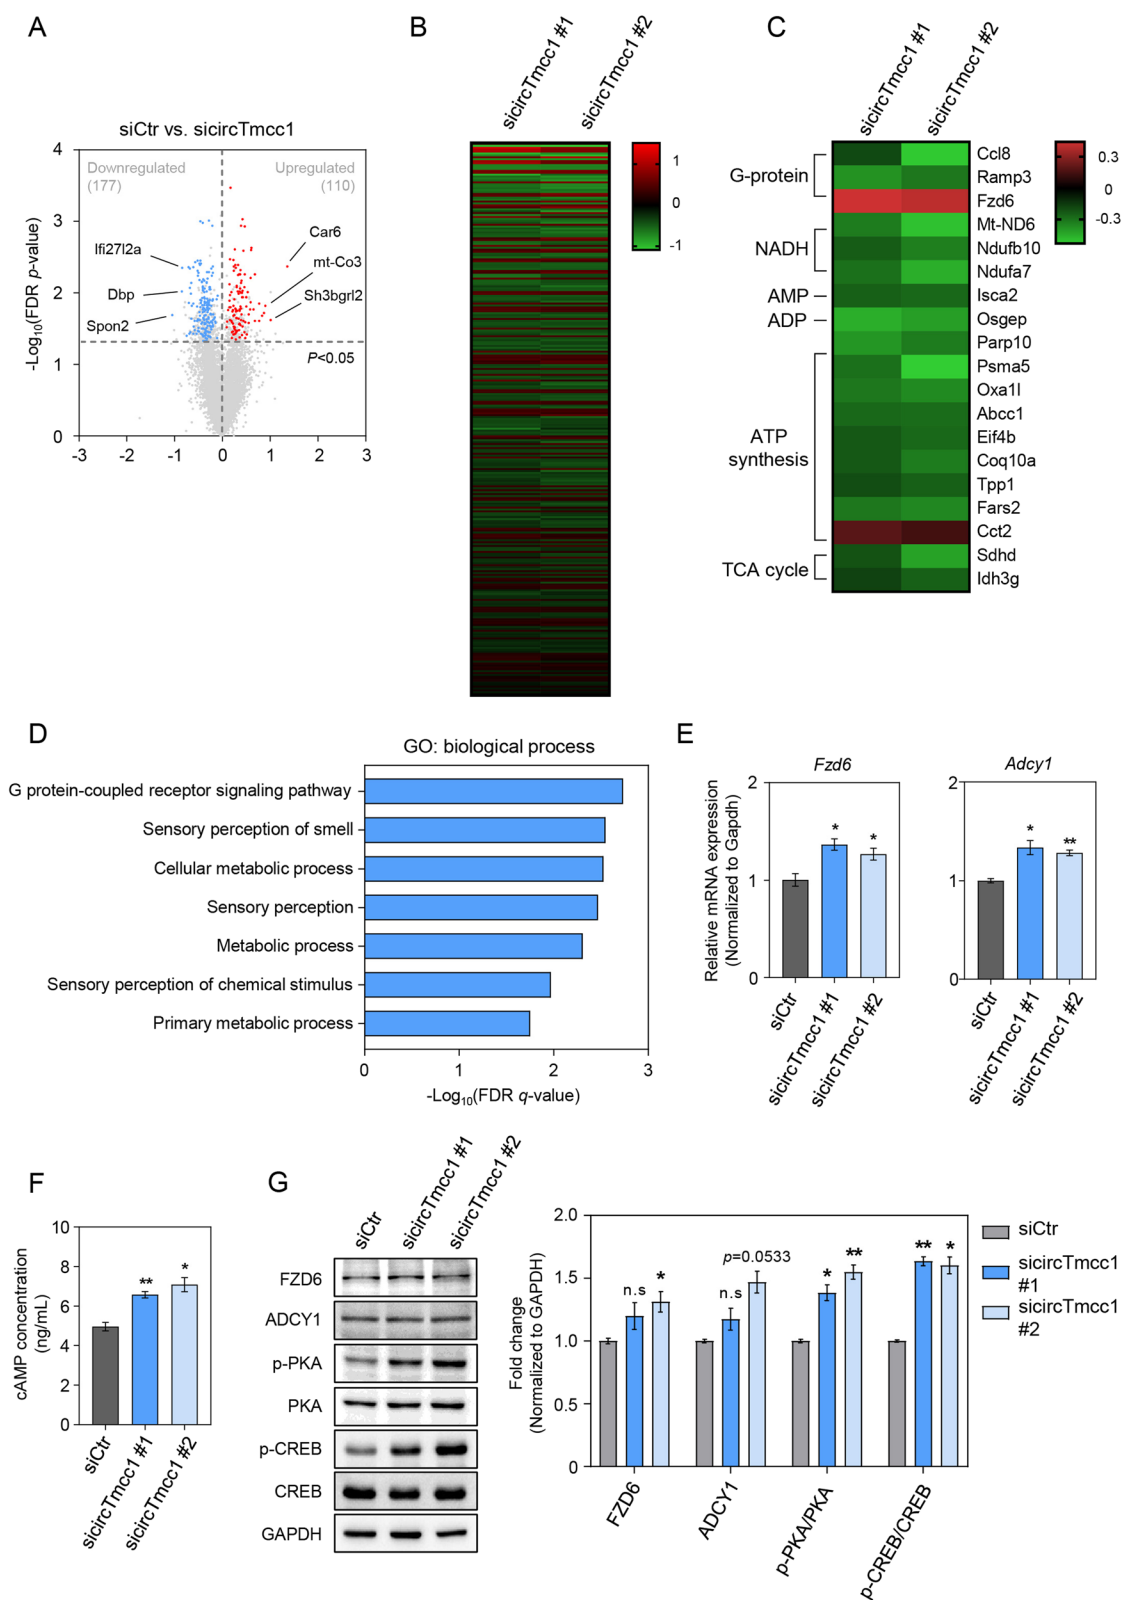 A
siCtr vs. sicircTmcc1
Downregulated
(177)
Upregulated
(110)
Ifi27l2a
Dbp
Spon2
Car6
mt-Co3
Sh3bgrl2
P<0.05
-Log10(FDR p-value)
4
3
2
1
0
-3
-2
-1
0
1
2
3
B
sicircTmcc1 #1
sicircTmcc1 #2
1
0
-1
C
sicircTmcc1 #1
sicircTmcc1 #2
G-protein
NADH
AMP
ADP
ATP
synthesis
TCA cycle
Ccl8
Ramp3
Fzd6
Mt-ND6
Ndufb10
Ndufa7
Isca2
Osgep
Parp10
Psma5
Oxa1l
Abcc1
Eif4b
Coq10a
Tpp1
Fars2
Cct2
Sdhd
Idh3g
0.3
0
-0.3
D
GO: biological process
G protein-coupled receptor signaling pathway
Sensory perception of smell
Cellular metabolic process
Sensory perception
Metabolic process
Sensory perception of chemical stimulus
Primary metabolic process
0
1
2
3
-Log10(FDR q-value)
E
Fzd6
Relative mRNA expression
(Normalized to Gapdh)
2
1
0
*
*
siCtr
sicircTmcc1 #1
sicircTmcc1 #2
Adcy1
2
1
0
*
**
siCtr
sicircTmcc1 #1
sicircTmcc1 #2
F
cAMP concentration
(ng/mL)
10
8
6
4
2
0
**
*
siCtr
sicircTmcc1 #1
sicircTmcc1 #2
G
siCtr
sicircTmcc1 #1
sicircTmcc1 #2
FZD6
ADCY1
p-PKA
PKA
p-CREB
CREB
GAPDH
Fold change
(Normalized to GAPDH)
2.0
1.5
1.0
0.5
0
n.s
*
n.s
p=0.0533
*
**
**
*
FZD6
ADCY1
p-PKA/PKA
p-CREB/CREB
siCtr
sicircTmcc1
#1
sicircTmcc1
#2